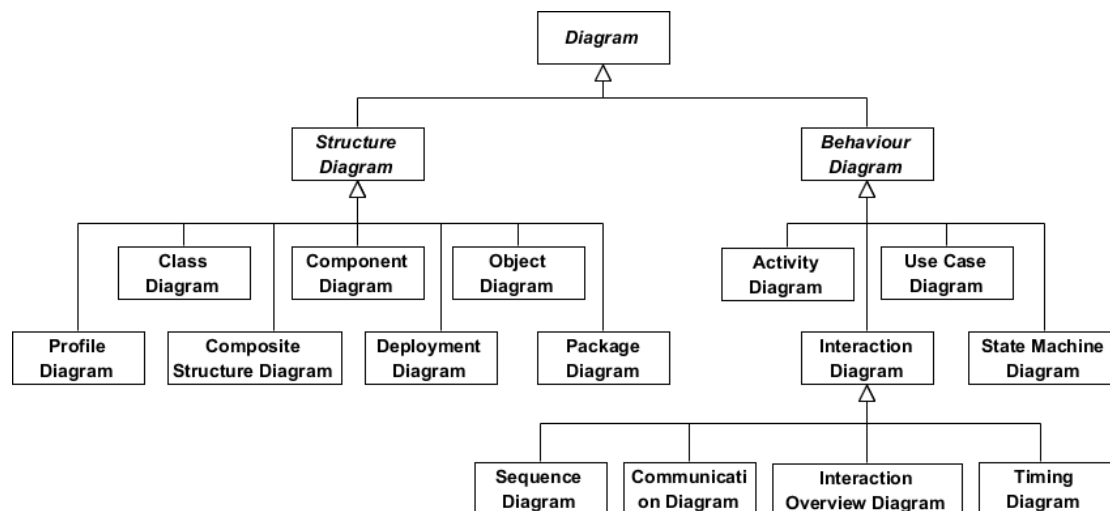 Diagram
Structure
Diagram
Behaviour
Diagram
Class
Diagram
Component
Diagram
Object
Diagram
Activity
Diagram
Use Case
Diagram
Profile
Diagram
Composite
Structure Diagram
Deployment
Diagram
Package
Diagram
Interaction
Diagram
State Machine
Diagram
Sequence
Diagram
Communicati
on Diagram
Interaction
Overview Diagram
Timing
Diagram